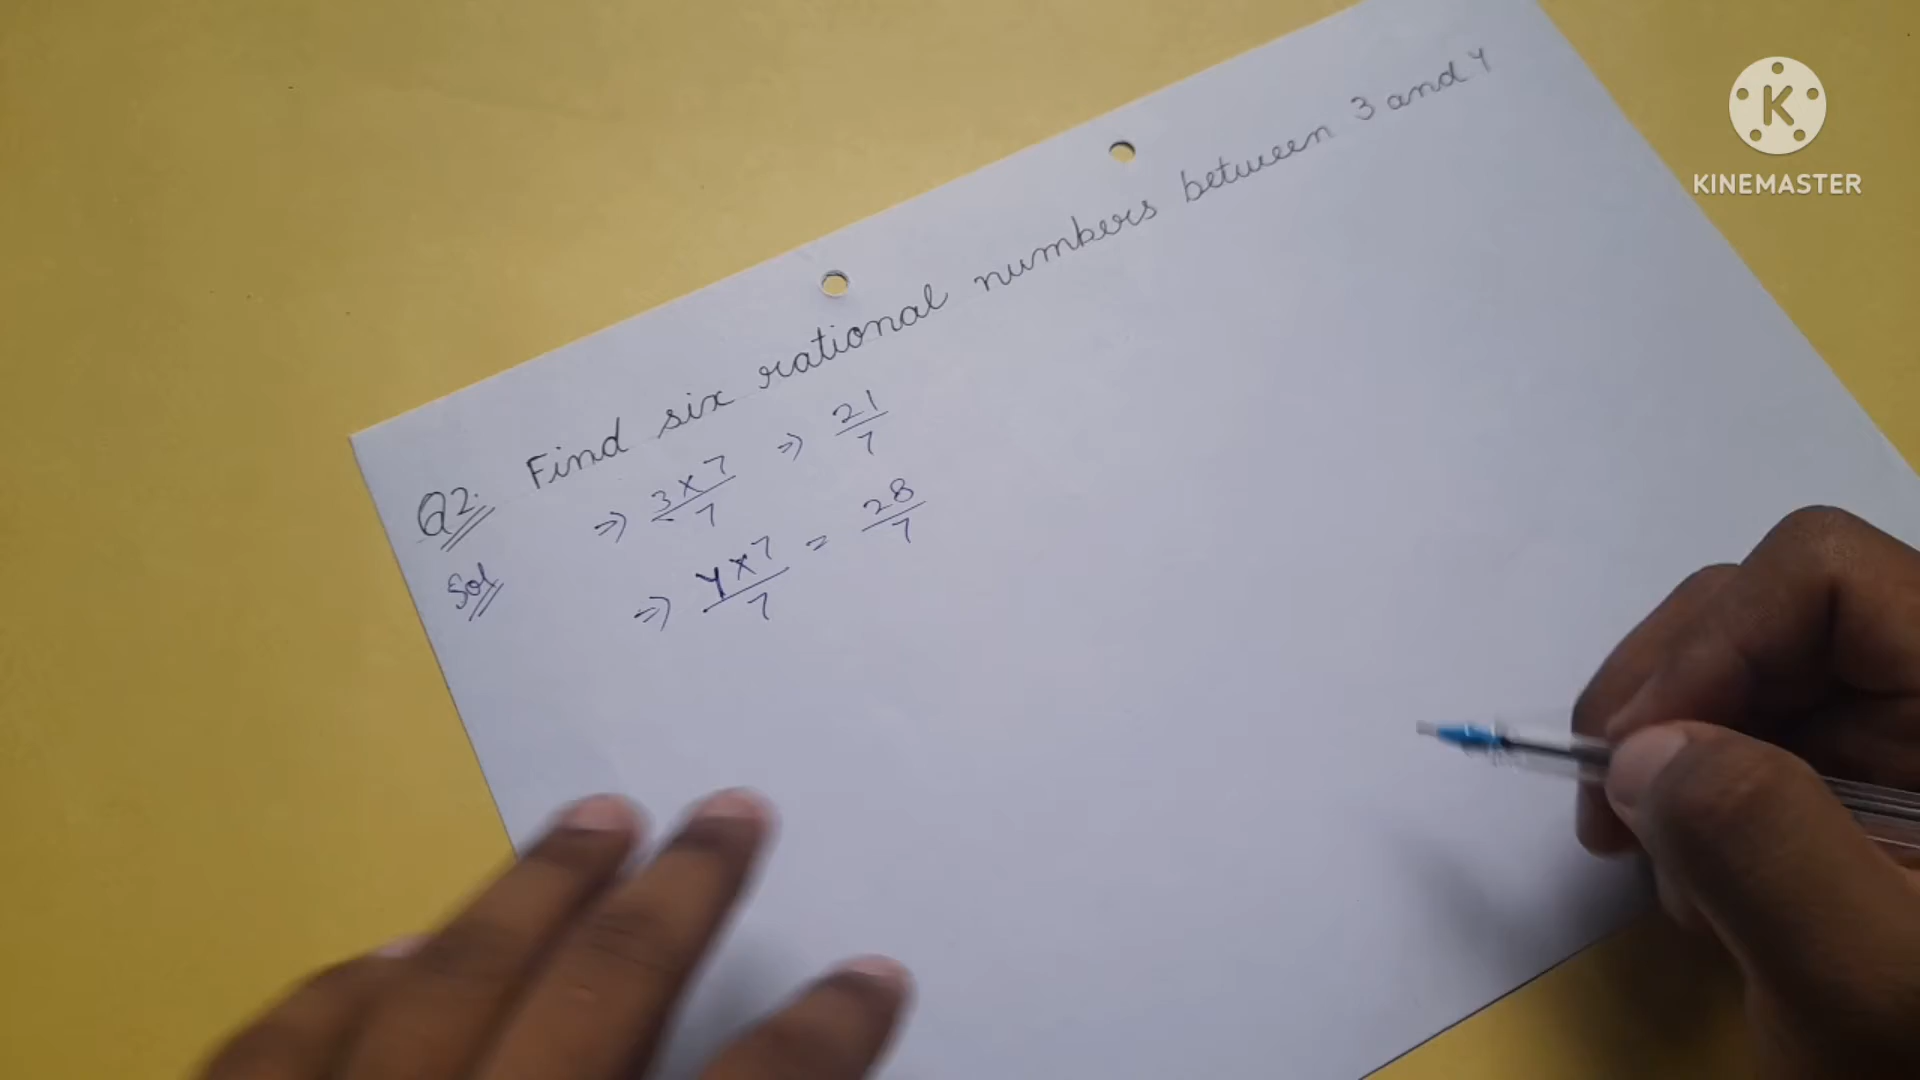 Q2. Find six rational numbers between 3 and 4
Sol ⇒ 3×7/7 ⇒ 21/7
⇒ 4×7/7 = 28/7
K
KINEMASTER